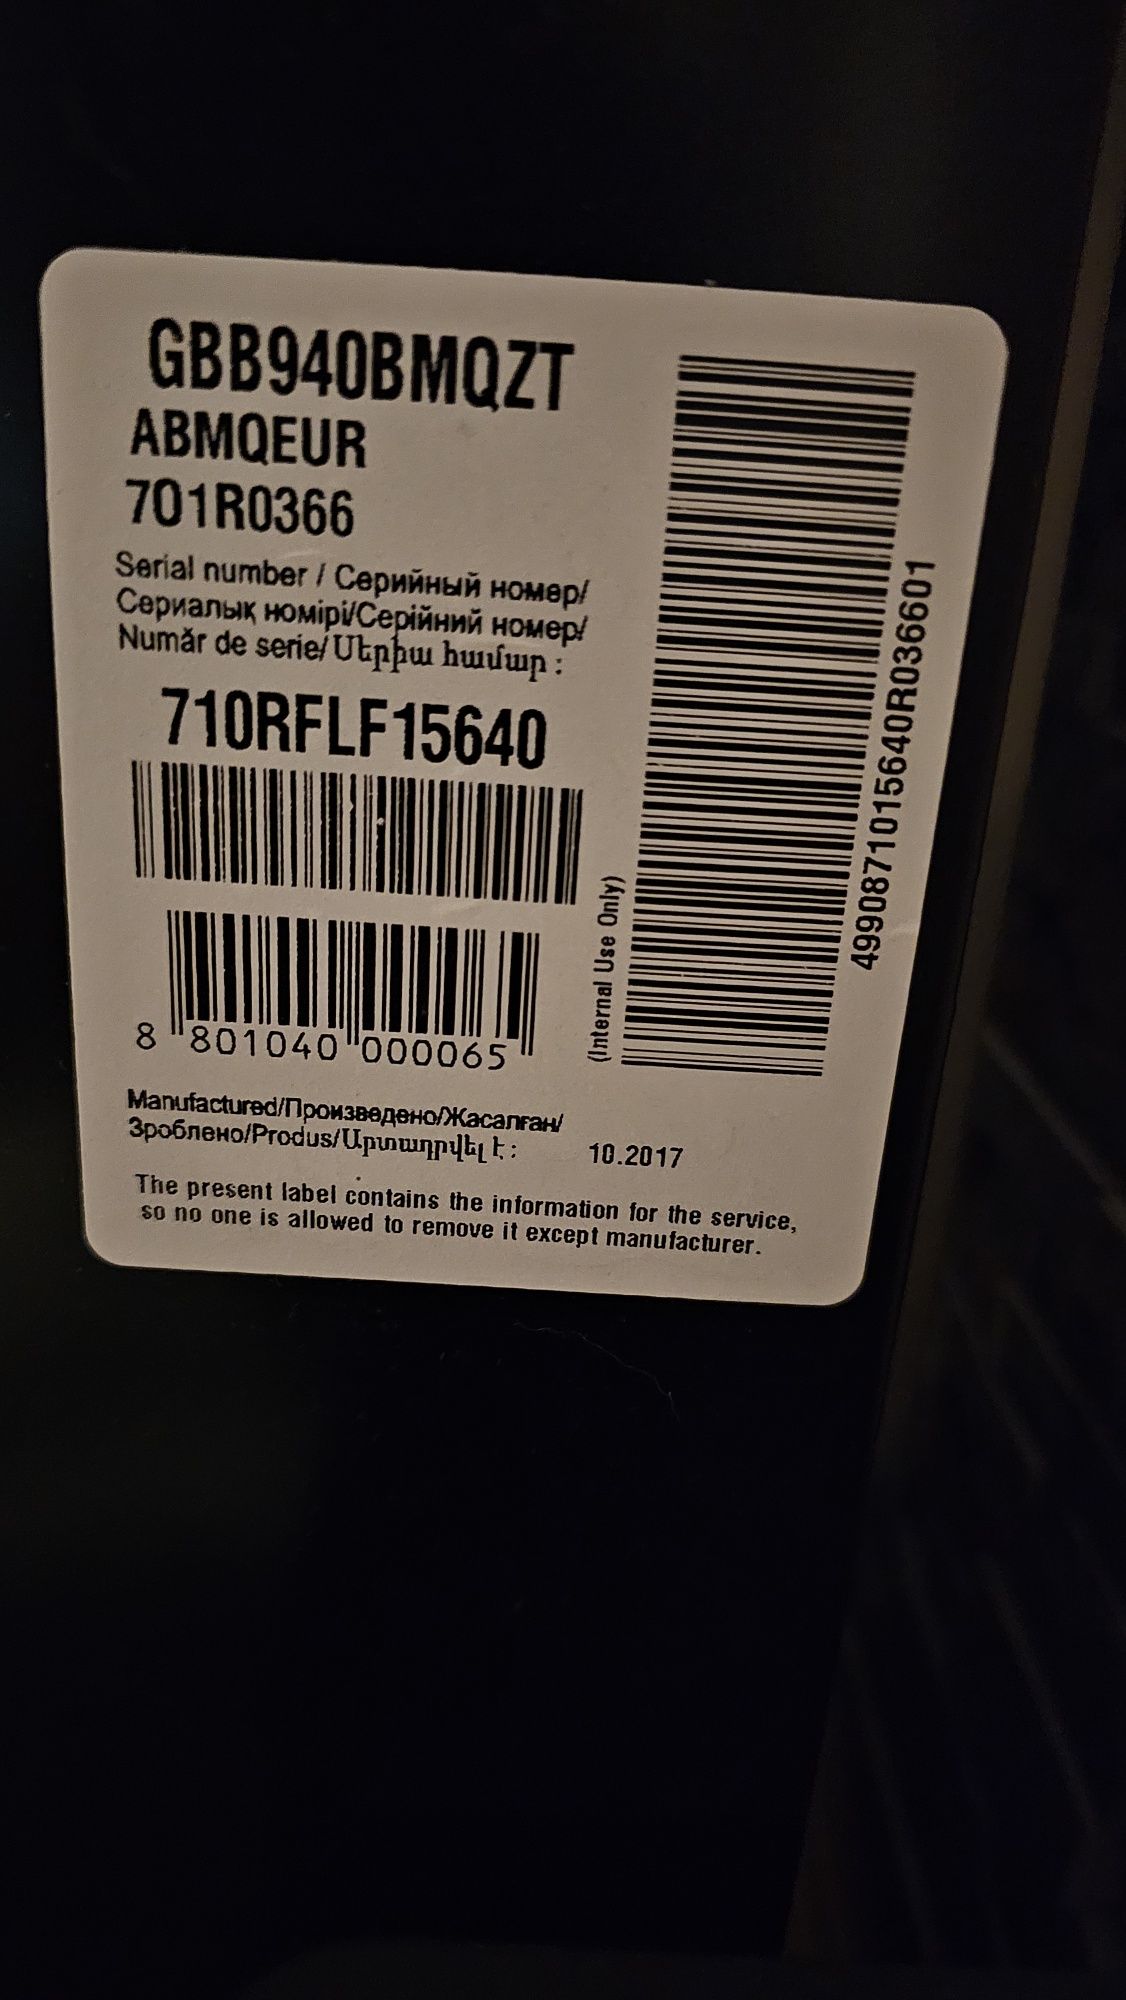 GBB940BMQZT
ABMQEUR
701R0366
Serial number / Серийный номер/
Сериалық номірі/Серійний номер/
Număr de serie/ Սերիա համար :
710RFLF15640
8 801040 000065
(Internal Use Only)
4990871015640R036601
Manufactured/Произведено/Жасалған/
Зроблено/Produs/Արտադրվել է : 10.2017
The present label contains the information for the service,
so no one is allowed to remove it except manufacturer.